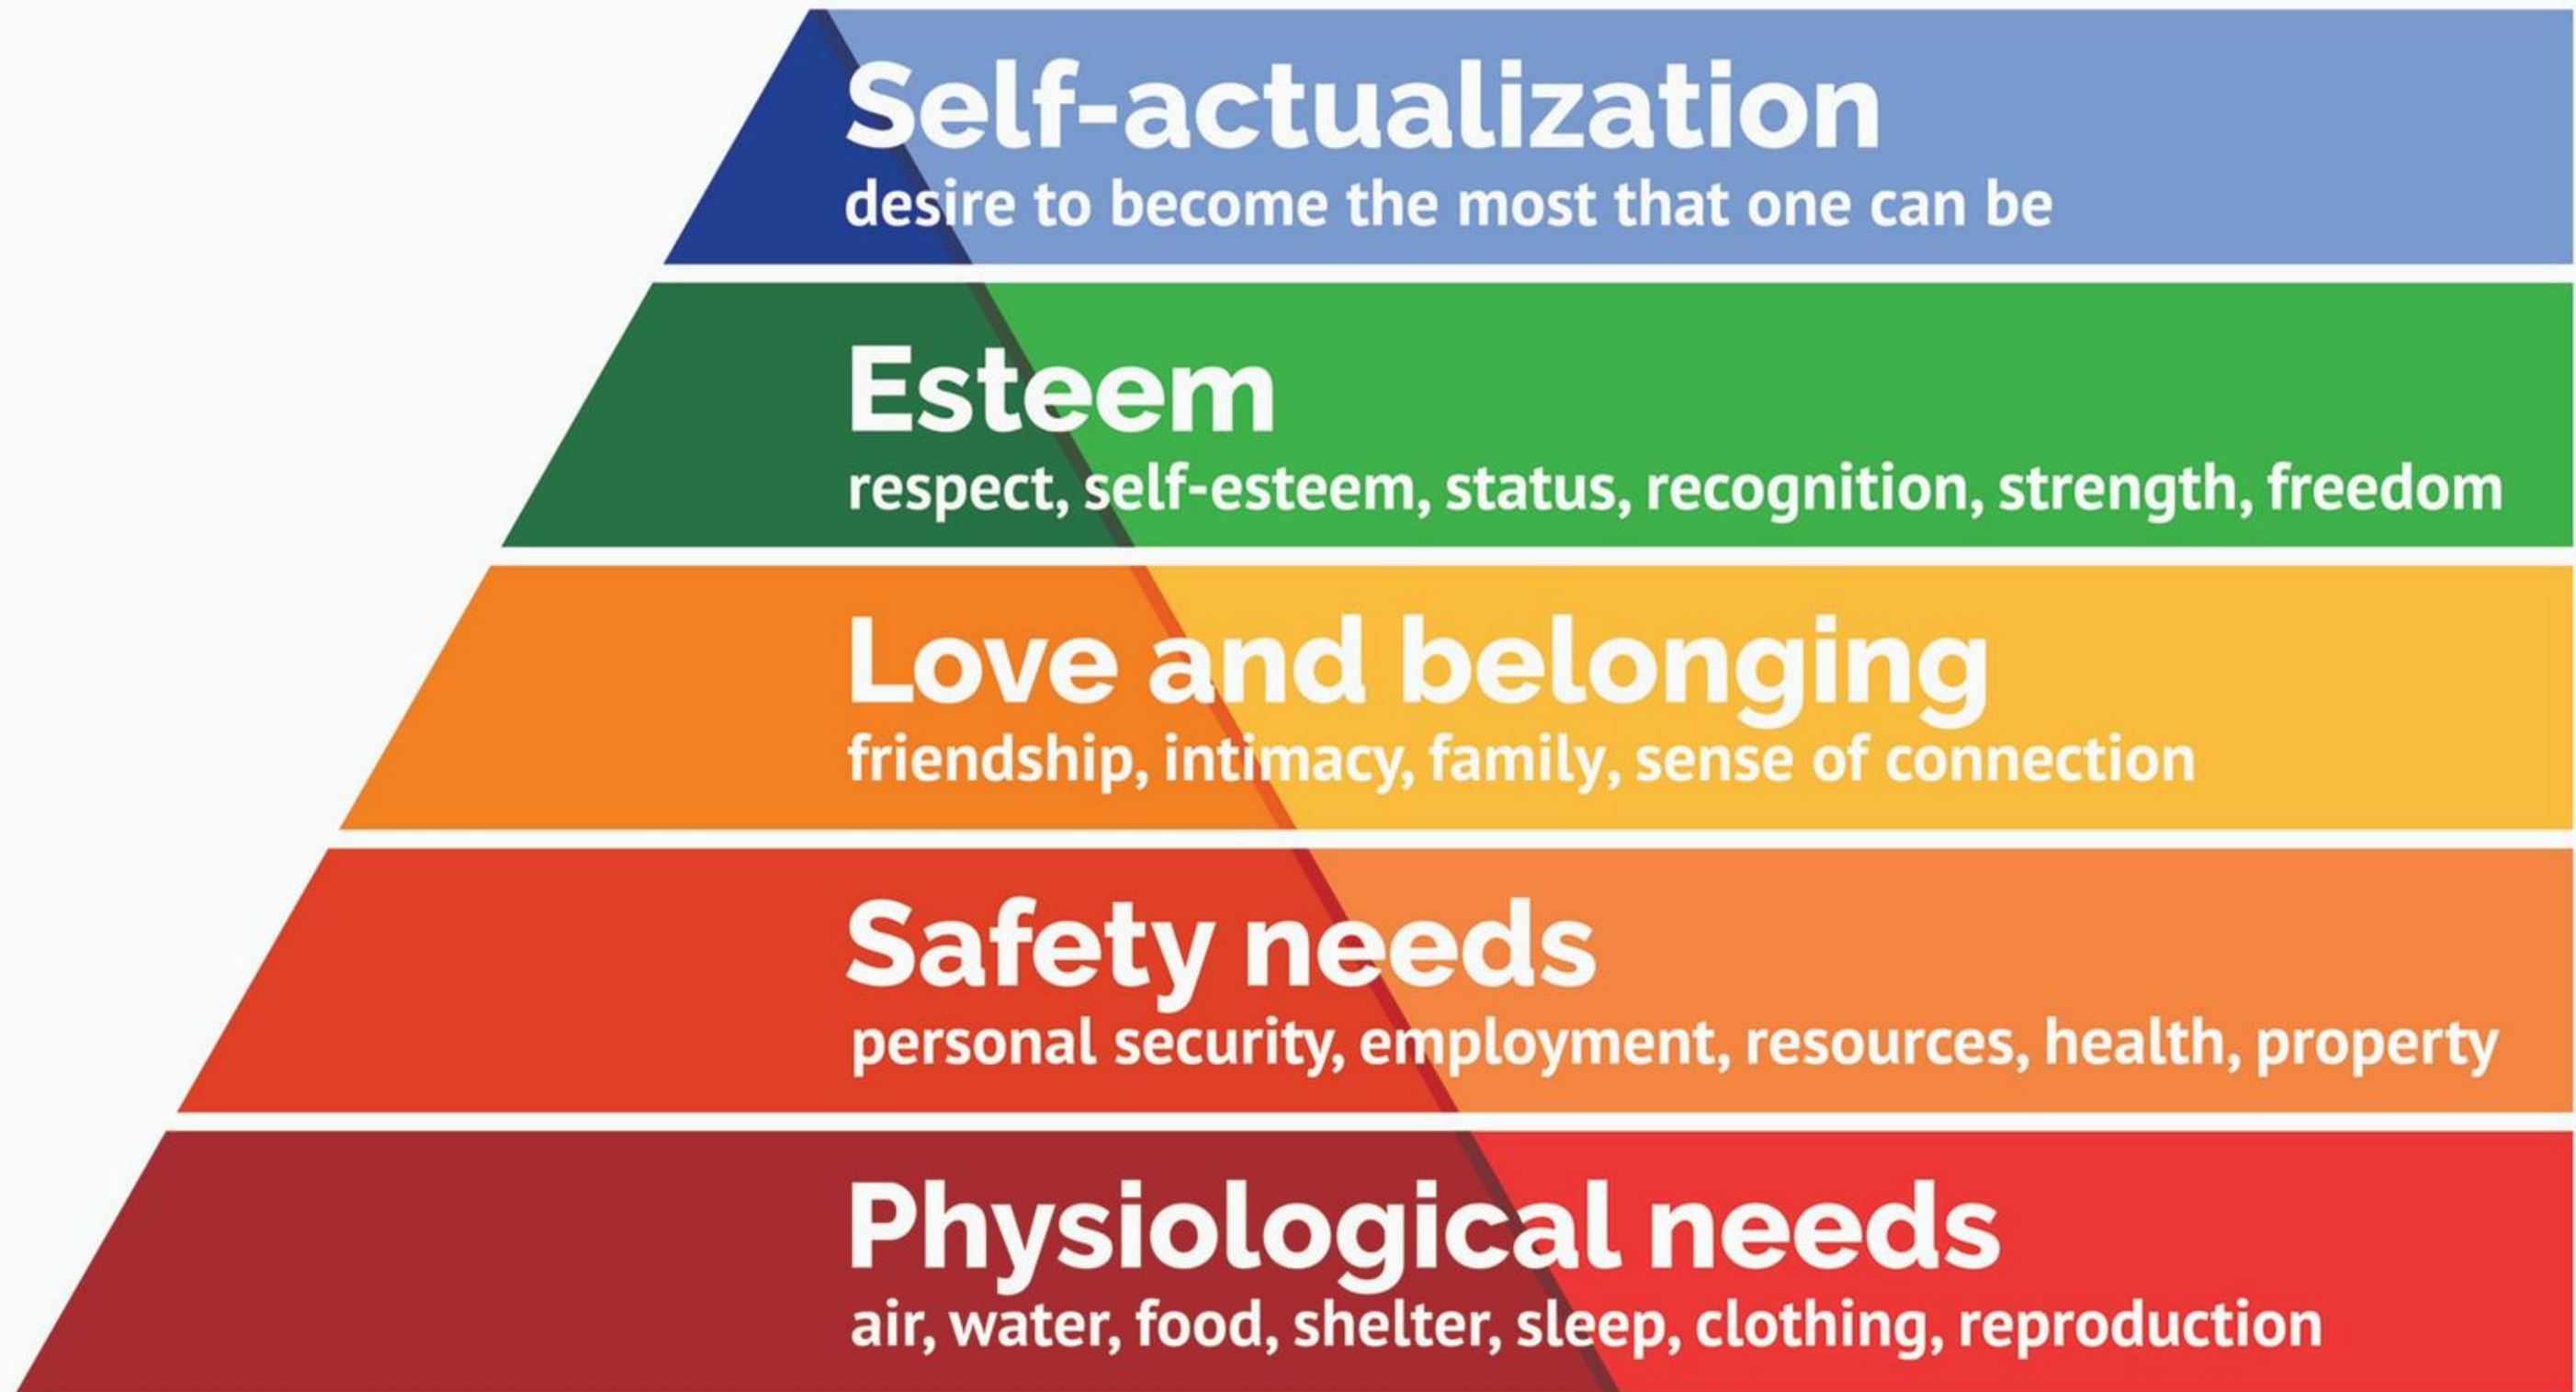 Self-actualization
desire to become the most that one can be
Esteem
respect, self-esteem, status, recognition, strength, freedom
Love and belonging
friendship, intimacy, family, sense of connection
Safety needs
personal security, employment, resources, health, property
Physiological needs
air, water, food, shelter, sleep, clothing, reproduction